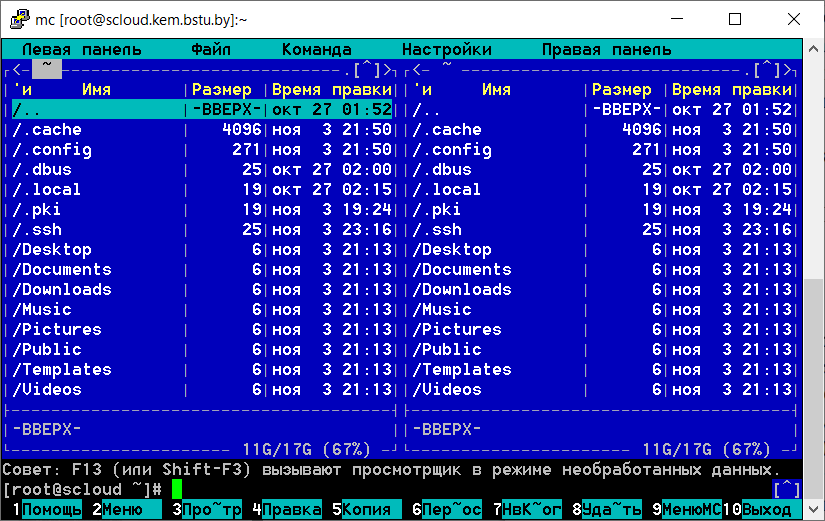 mc [root@scloud.kem.bstu.by]:~
Левая панель Файл Команда Настройки Правая панель
<- ~ .[^]> <- ~ .[^]>
'и Имя Размер Время правки 'и Имя Размер Время правки
/.. -ВВЕРХ- окт 27 01:52 /.. -ВВЕРХ- окт 27 01:52
/.cache 4096 ноя 3 21:50 /.cache 4096 ноя 3 21:50
/.config 271 ноя 3 21:50 /.config 271 ноя 3 21:50
/.dbus 25 окт 27 02:00 /.dbus 25 окт 27 02:00
/.local 19 окт 27 02:15 /.local 19 окт 27 02:15
/.pki 19 ноя 3 19:24 /.pki 19 ноя 3 19:24
/.ssh 25 ноя 3 23:16 /.ssh 25 ноя 3 23:16
/Desktop 6 ноя 3 21:13 /Desktop 6 ноя 3 21:13
/Documents 6 ноя 3 21:13 /Documents 6 ноя 3 21:13
/Downloads 6 ноя 3 21:13 /Downloads 6 ноя 3 21:13
/Music 6 ноя 3 21:13 /Music 6 ноя 3 21:13
/Pictures 6 ноя 3 21:13 /Pictures 6 ноя 3 21:13
/Public 6 ноя 3 21:13 /Public 6 ноя 3 21:13
/Templates 6 ноя 3 21:13 /Templates 6 ноя 3 21:13
/Videos 6 ноя 3 21:13 /Videos 6 ноя 3 21:13
-ВВЕРХ- -ВВЕРХ-
11G/17G (67%) 11G/17G (67%)
Совет: F13 (или Shift-F3) вызывают просмотрщик в режиме необработанных данных.
[root@scloud ~]# [^]
1Помощь 2Меню 3Про~тр 4Правка 5Копия 6Пер~ос 7НвК~ог 8Уда~ть 9МенюMC 10Выход